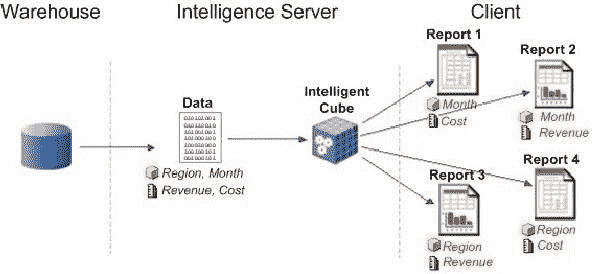 Warehouse
Intelligence Server
Client
Data
Region, Month
Revenue, Cost
Intelligent
Cube
Report 1
Month
Cost
Report 2
Month
Revenue
Report 3
Region
Revenue
Report 4
Region
Cost